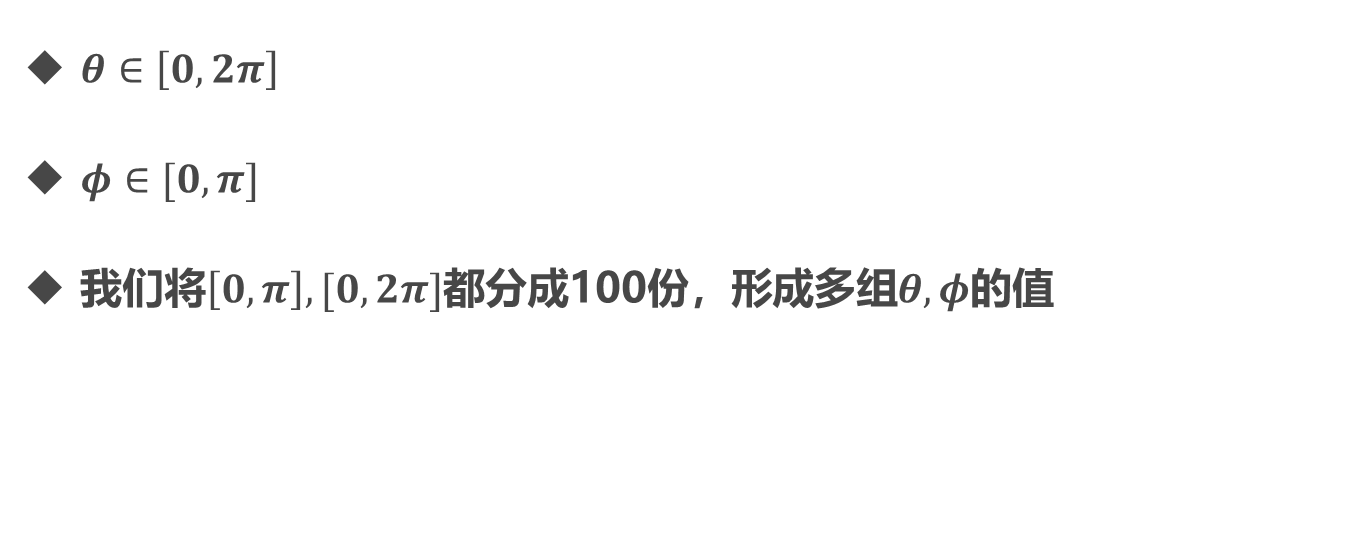 ◆ θ ∈ [0, 2π]
◆ ϕ ∈ [0, π]
◆ 我们将[0, π], [0, 2π]都分成100份，形成多组θ, ϕ的值